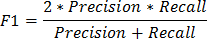 F1 = 2 * Precision * Recall / Precision + Recall